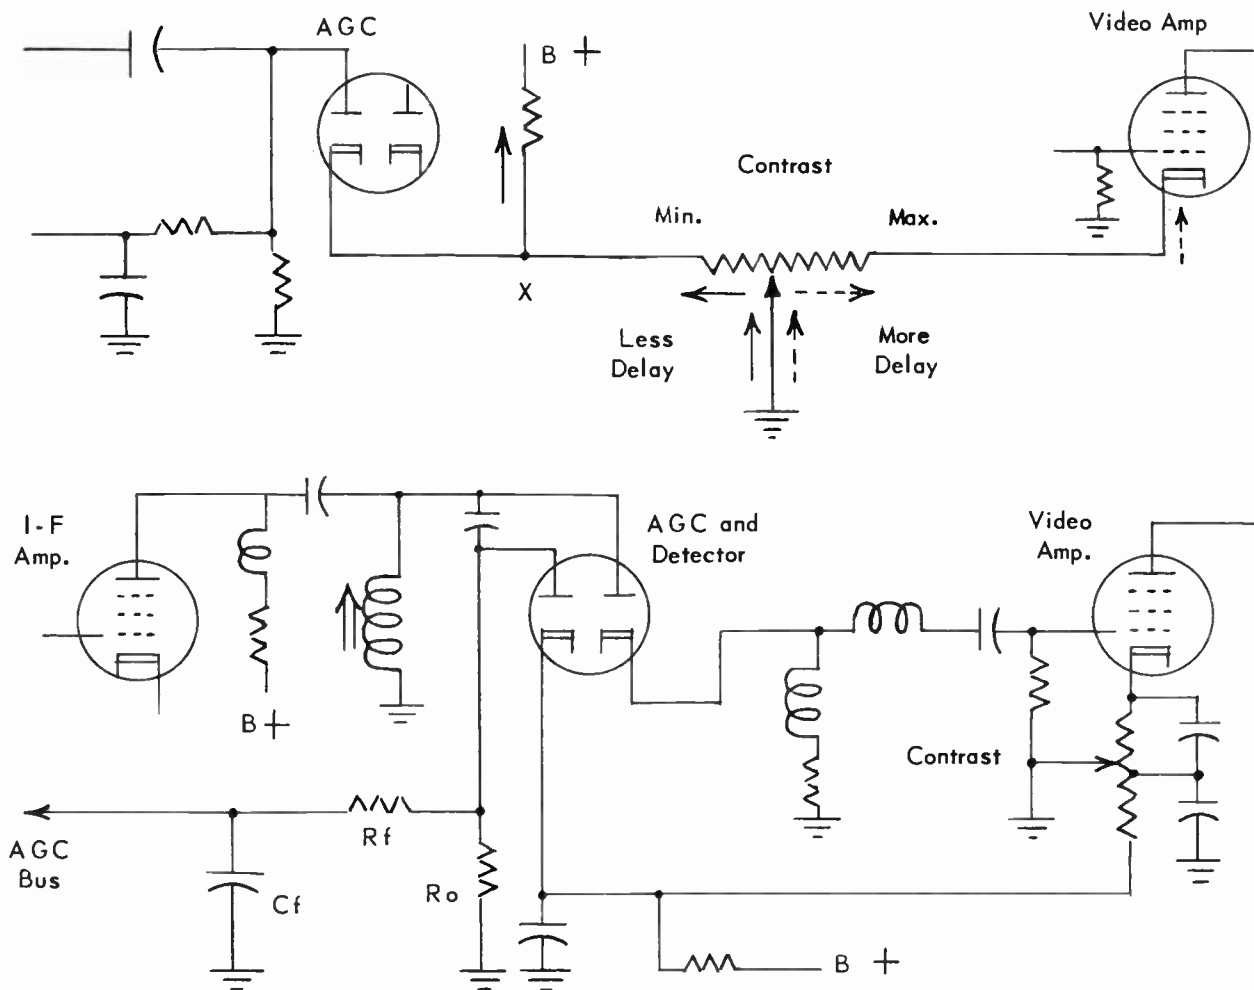 AGC
B +
Video Amp
Contrast
Min.
Max.
X
Less
Delay
More
Delay
I-F
Amp.
AGC and
Detector
Video
Amp.
B +
Contrast
AGC
Bus
Rf
Cf
Ro
B +